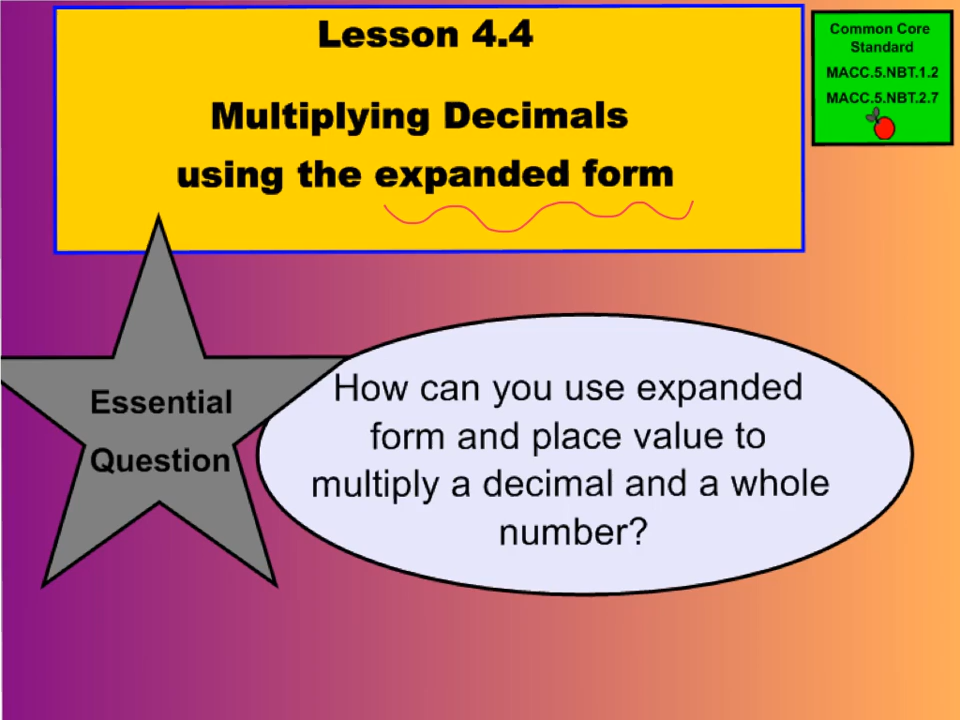 Lesson 4.4
Multiplying Decimals
using the expanded form
Common Core
Standard
MACC.5.NBT.1.2
MACC.5.NBT.2.7
Essential
Question
How can you use expanded
form and place value to
multiply a decimal and a whole
number?